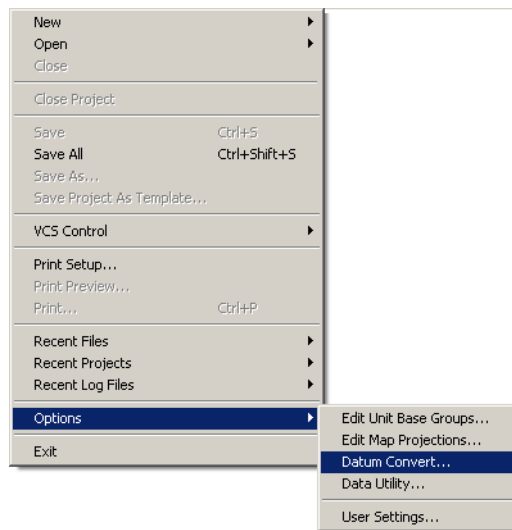 New
Open
Close
Close Project
Save Ctrl+S
Save All Ctrl+Shift+S
Save As...
Save Project As Template...
VCS Control
Print Setup...
Print Preview...
Print... Ctrl+P
Recent Files
Recent Projects
Recent Log Files
Options
Exit
Edit Unit Base Groups...
Edit Map Projections...
Datum Convert...
Data Utility...
User Settings...